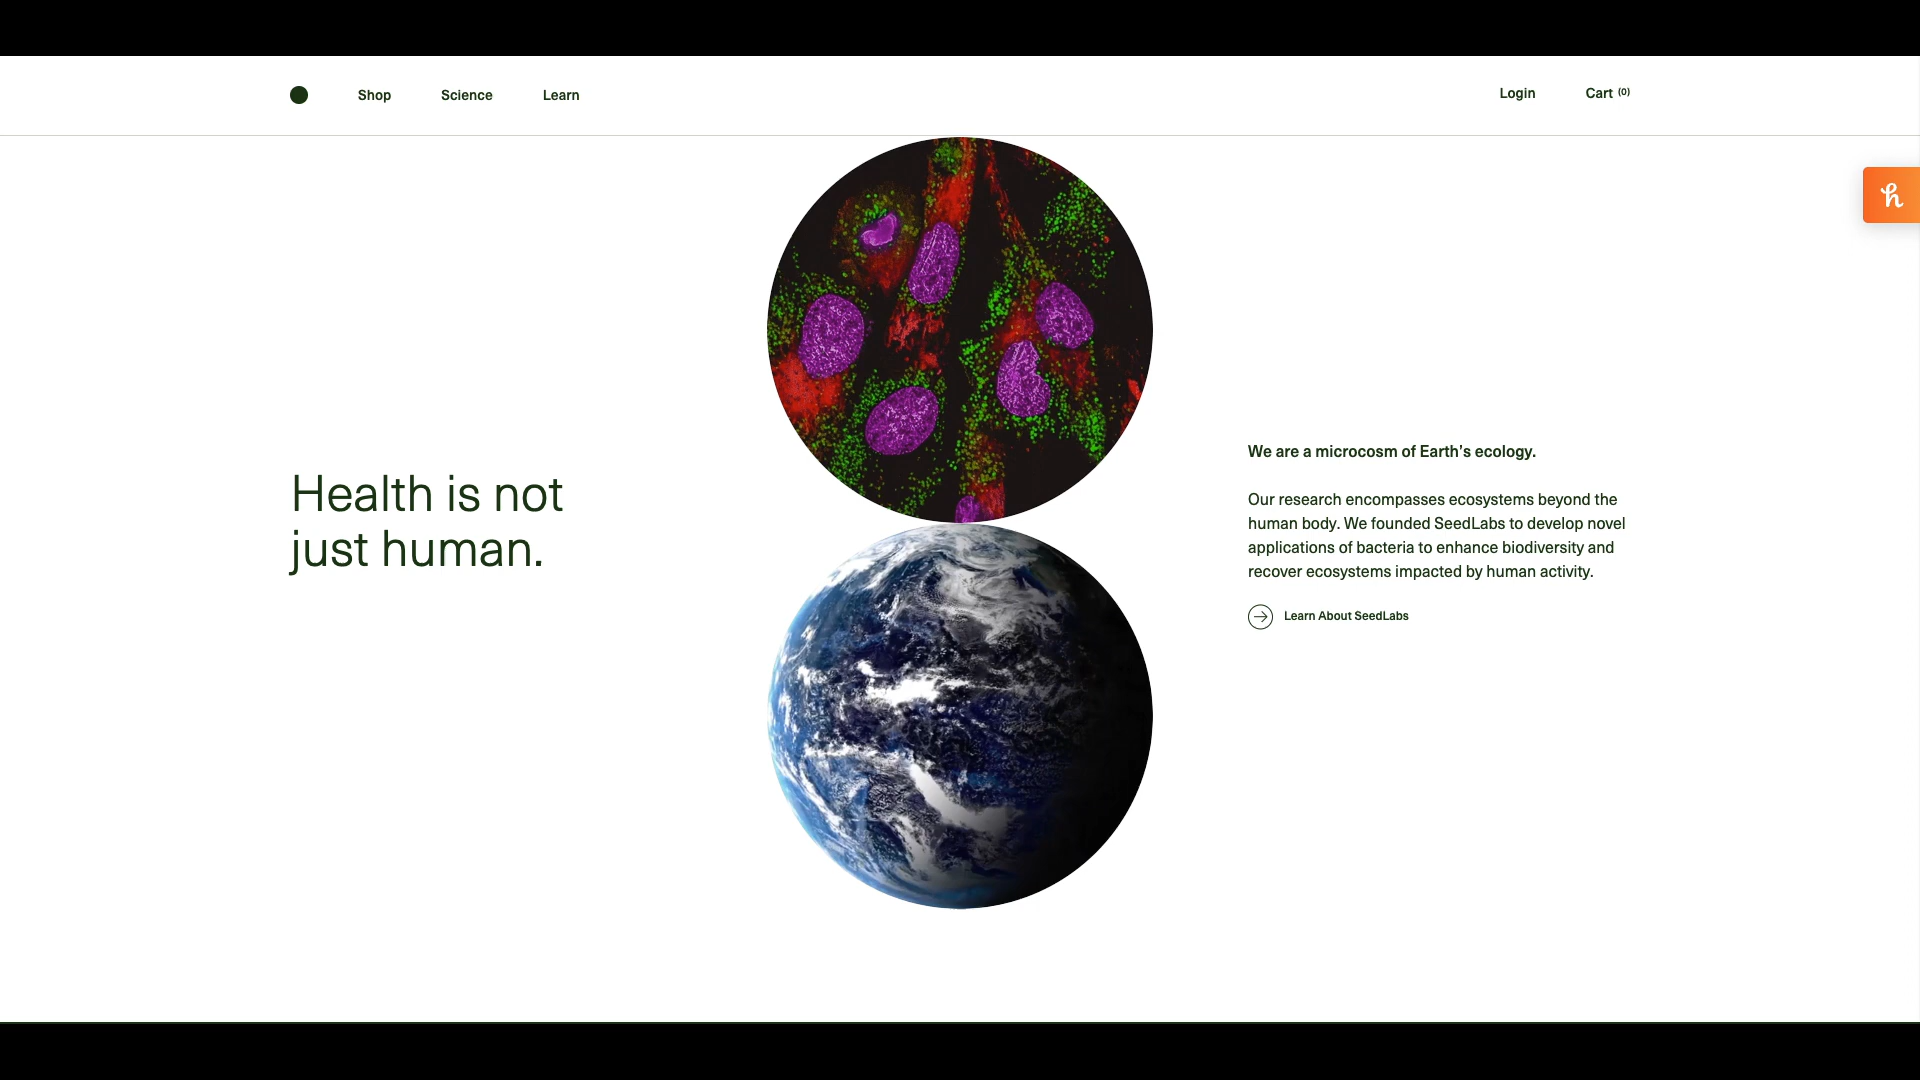 Shop
Science
Learn
Login
Cart (0)
Health is not
just human.
We are a microcosm of Earth's ecology.
Our research encompasses ecosystems beyond the
human body. We founded SeedLabs to develop novel
applications of bacteria to enhance biodiversity and
recover ecosystems impacted by human activity.
Learn About SeedLabs